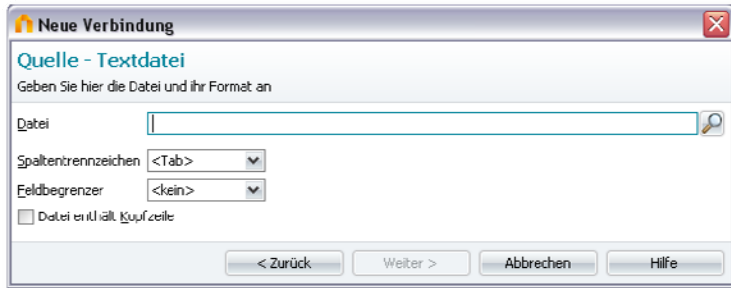 Neue Verbindung
Quelle - Textdatei
Geben Sie hier die Datei und ihr Format an
Datei
Spaltentrennzeichen <Tab>
Feldbegrenzer <kein>
Datei enthält Kopfzeile
< Zurück Weiter > Abbrechen Hilfe